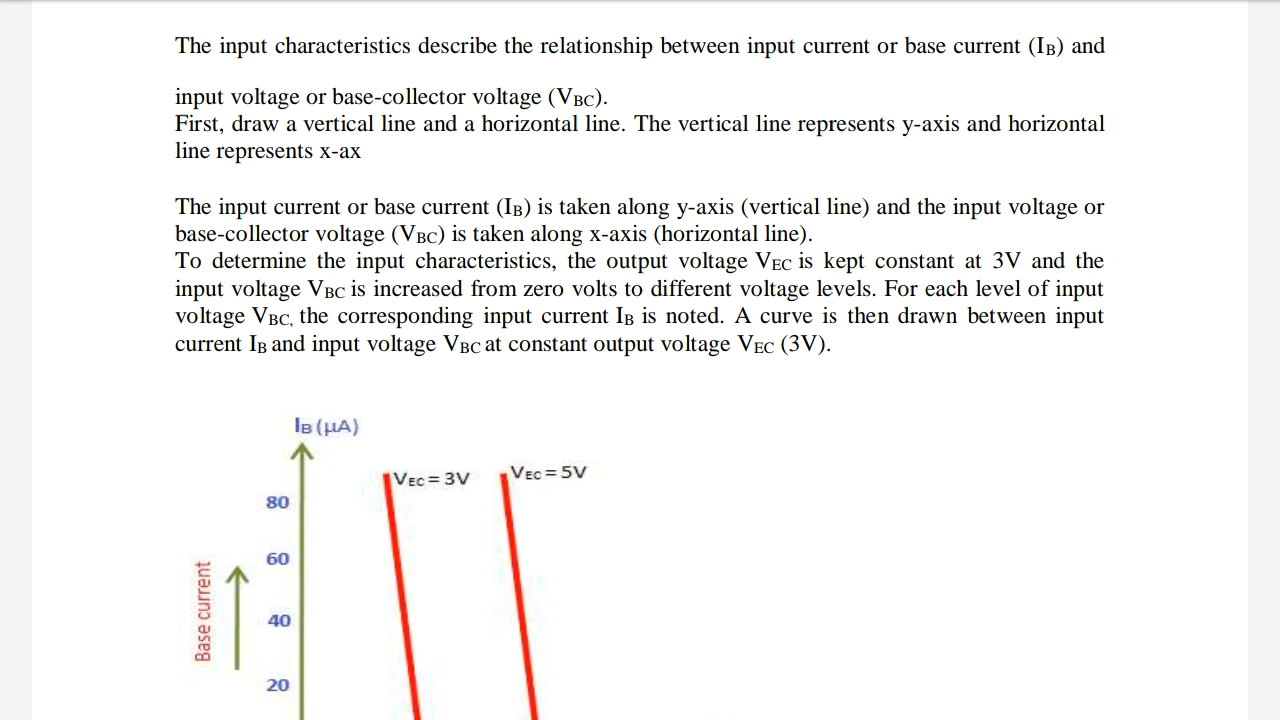 The input characteristics describe the relationship between input current or base current (IB) and
input voltage or base-collector voltage (VBC).
First, draw a vertical line and a horizontal line. The vertical line represents y-axis and horizontal
line represents x-ax
The input current or base current (IB) is taken along y-axis (vertical line) and the input voltage or
base-collector voltage (VBC) is taken along x-axis (horizontal line).
To determine the input characteristics, the output voltage VEC is kept constant at 3V and the
input voltage VBC is increased from zero volts to different voltage levels. For each level of input
voltage VBC, the corresponding input current IB is noted. A curve is then drawn between input
current IB and input voltage VBC at constant output voltage VEC (3V).
IB (μA)
VEC = 3V
VEC = 5V
80
60
40
20
Base current